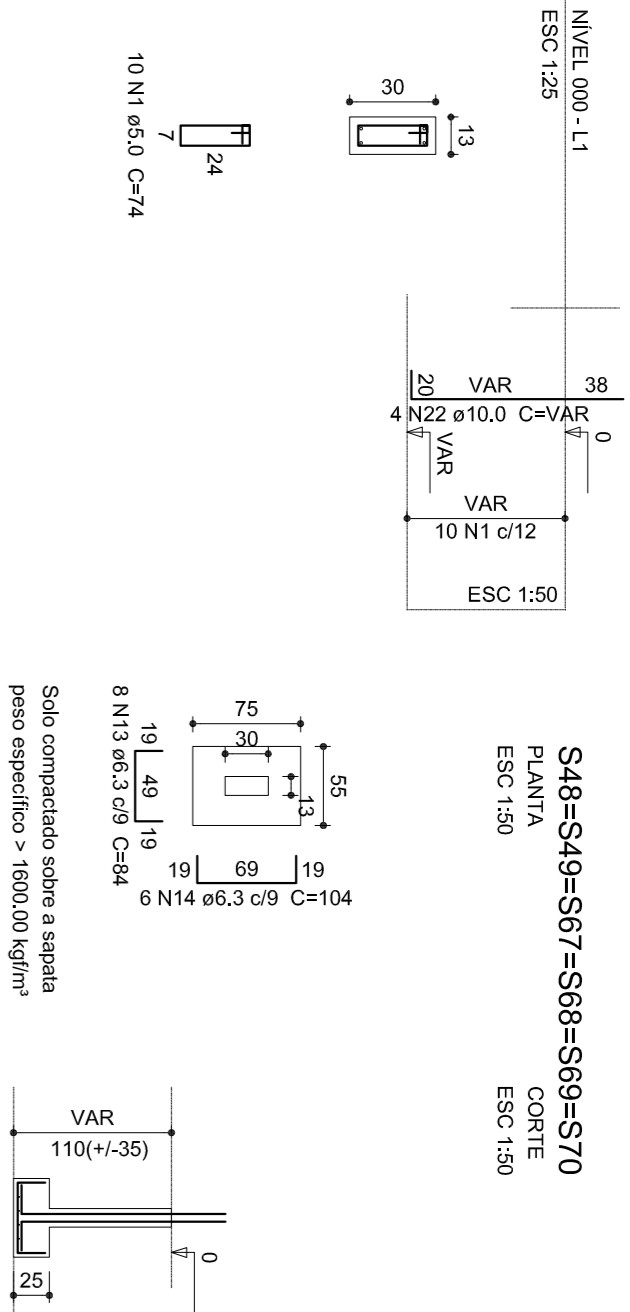 NÍVEL 000 - L1
ESC 1:25
30
13
7
24
10 N1 ø5.0 C=74
20
VAR
38
4 N22 ø10.0 C=VAR
VAR
0
VAR
10 N1 c/12
ESC 1:50
S48=S49=S67=S68=S69=S70
PLANTA
ESC 1:50
75
30
55
13
19
49
19
8 N13 ø6.3 c/9 C=84
19
69
19
6 N14 ø6.3 c/9 C=104
Solo compactado sobre a sapata
peso específico > 1600.00 kgf/m³
CORTE
ESC 1:50
VAR
110(+/-35)
0
25